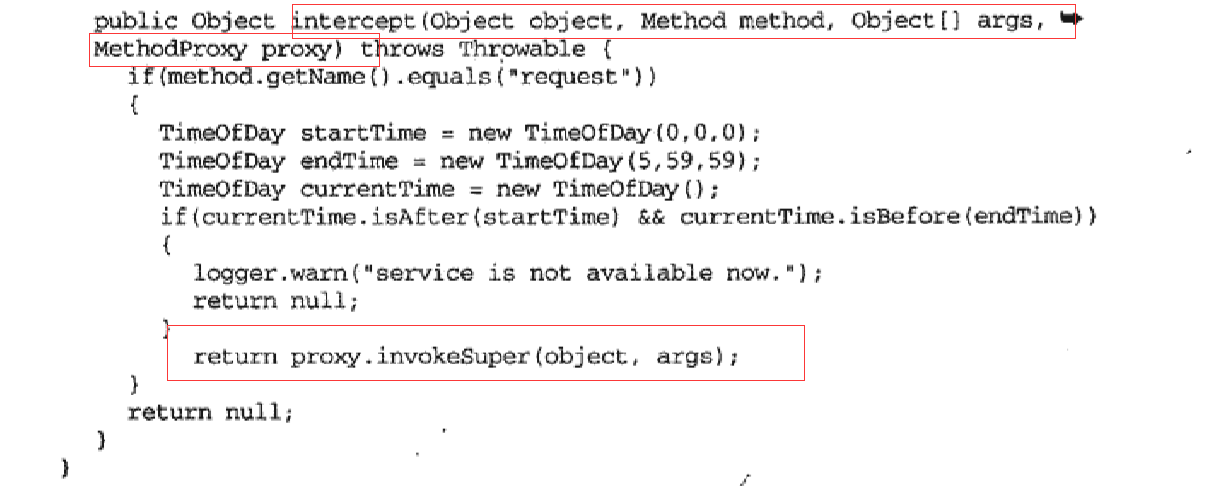 public Object intercept(Object object, Method method, Object[] args, ➥
MethodProxy proxy) throws Throwable {
if(method.getName().equals("request"))
{
TimeOfDay startTime = new TimeOfDay(0,0,0);
TimeOfDay endTime = new TimeOfDay(5,59,59);
TimeOfDay currentTime = new TimeOfDay();
if(currentTime.isAfter(startTime) && currentTime.isBefore(endTime))
{
logger.warn("service is not available now.");
return null;
}
return proxy.invokeSuper(object, args);
}
return null;
}
}